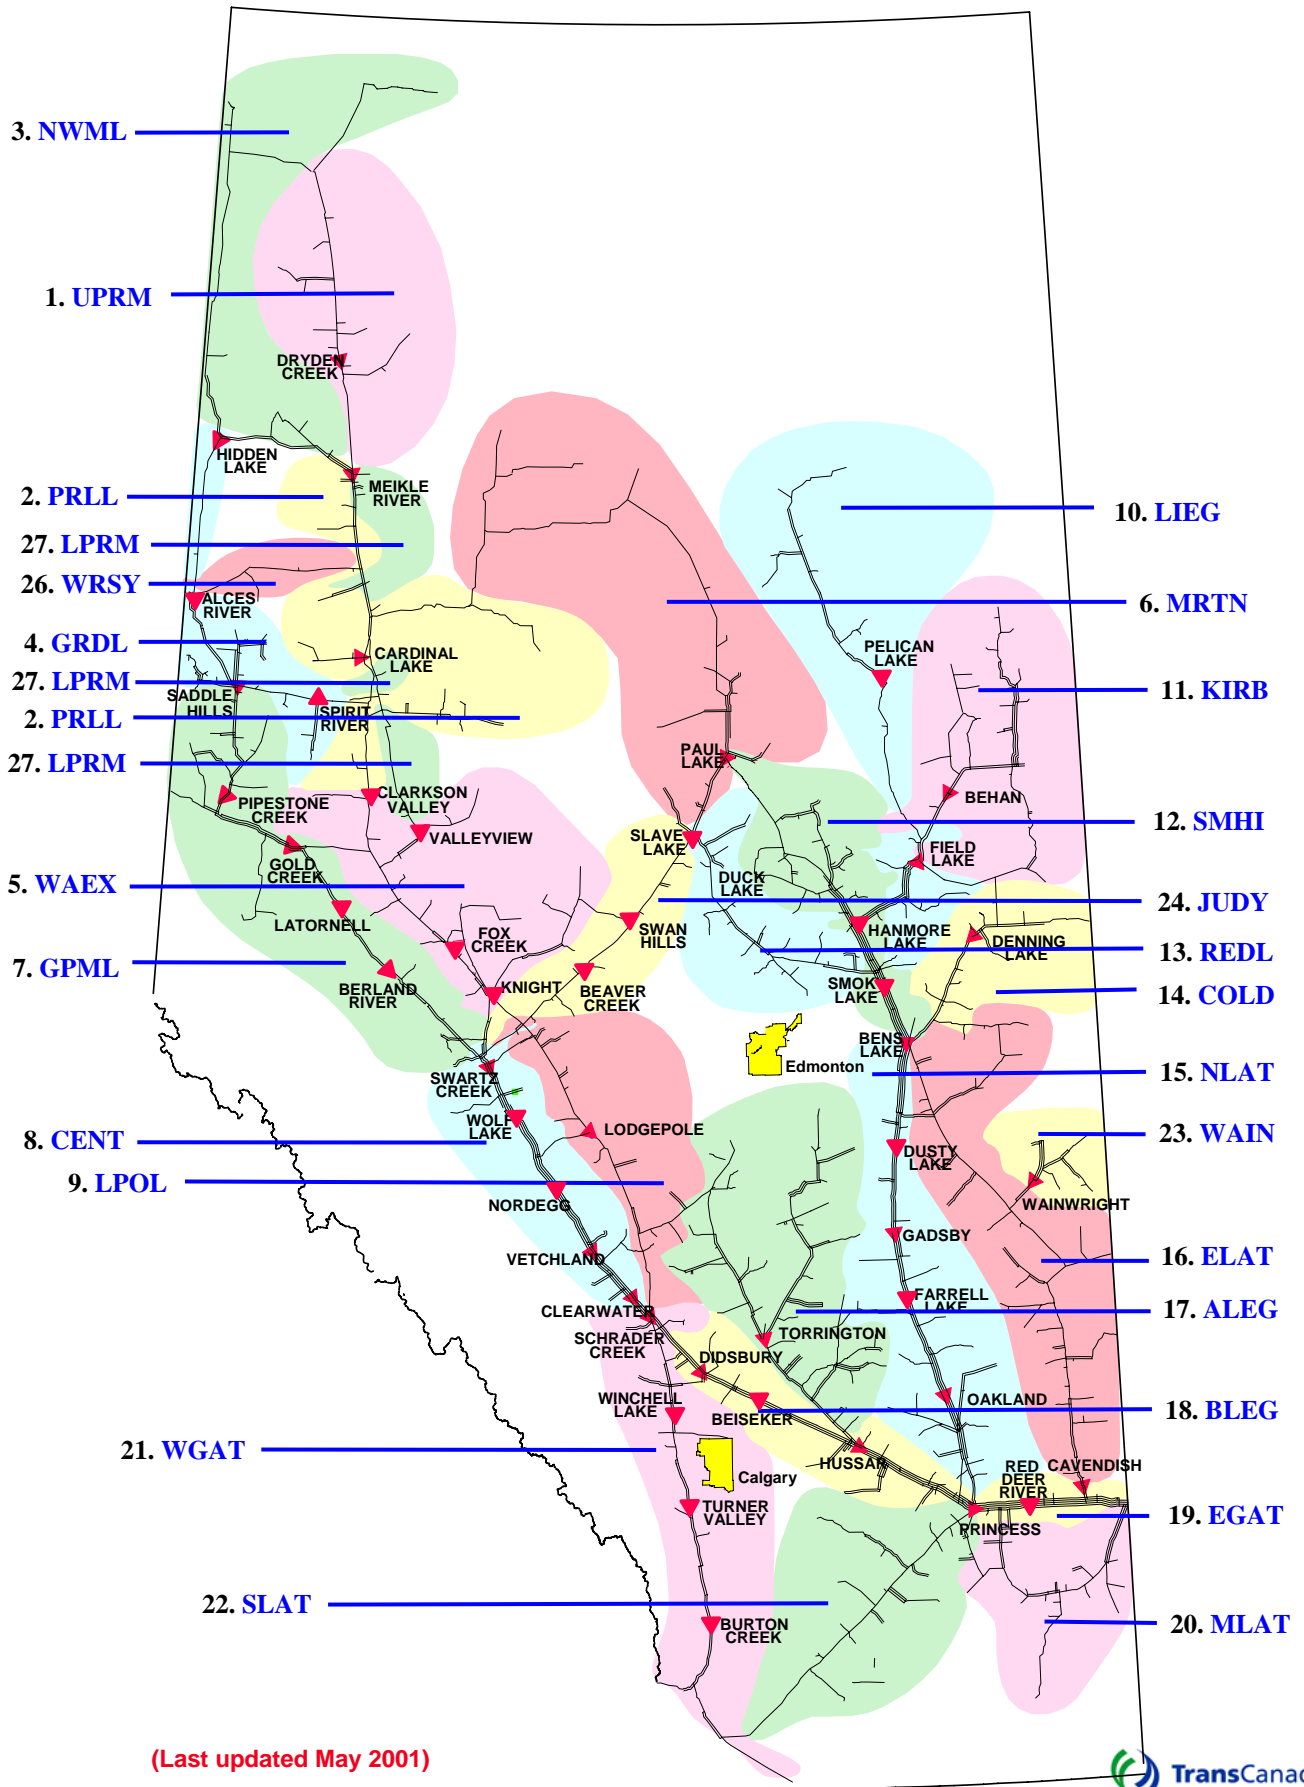 3. NWML
1. UPRM
DRYDEN
CREEK
HIDDEN
LAKE
MEIKLE
RIVER
2. PRLL
10. LIEG
27. LPRM
26. WRSY
ALCES
RIVER
6. MRTN
4. GRDL
CARDINAL
LAKE
PELICAN
LAKE
27. LPRM
11. KIRB
SADDLE
HILLS
SPIRIT
RIVER
2. PRLL
PAUL
LAKE
27. LPRM
PIPESTONE
CREEK
CLARKSON
VALLEY
BEHAN
12. SMHI
VALLEYVIEW
SLAVE
LAKE
FIELD
LAKE
GOLD
CREEK
DUCK
LAKE
5. WAEX
24. JUDY
LATORNELL
FOX
CREEK
SWAN
HILLS
HANMORE
LAKE
DENNING
LAKE
13. REDL
7. GPML
BERLAND
RIVER
KNIGHT
BEAVER
CREEK
SMOK
LAKE
14. COLD
BENS
LAKE
Edmonton
15. NLAT
SWARTZ
CREEK
WOLF
LAKE
LODGEPOLE
8. CENT
23. WAIN
DUSTY
LAKE
9. LPOL
WAINWRIGHT
NORDEGG
GADSBY
VETCHLAND
16. ELAT
FARRELL
LAKE
CLEARWATER
17. ALEG
SCHRADER
CREEK
TORRINGTON
DIDSBURY
WINCHELL
LAKE
BEISEKER
OAKLAND
18. BLEG
21. WGAT
HUSSAR
RED
DEER
RIVER
CAVENDISH
Calgary
TURNER
VALLEY
PRINCESS
19. EGAT
22. SLAT
BURTON
CREEK
20. MLAT
(Last updated May 2001)
TransCanad